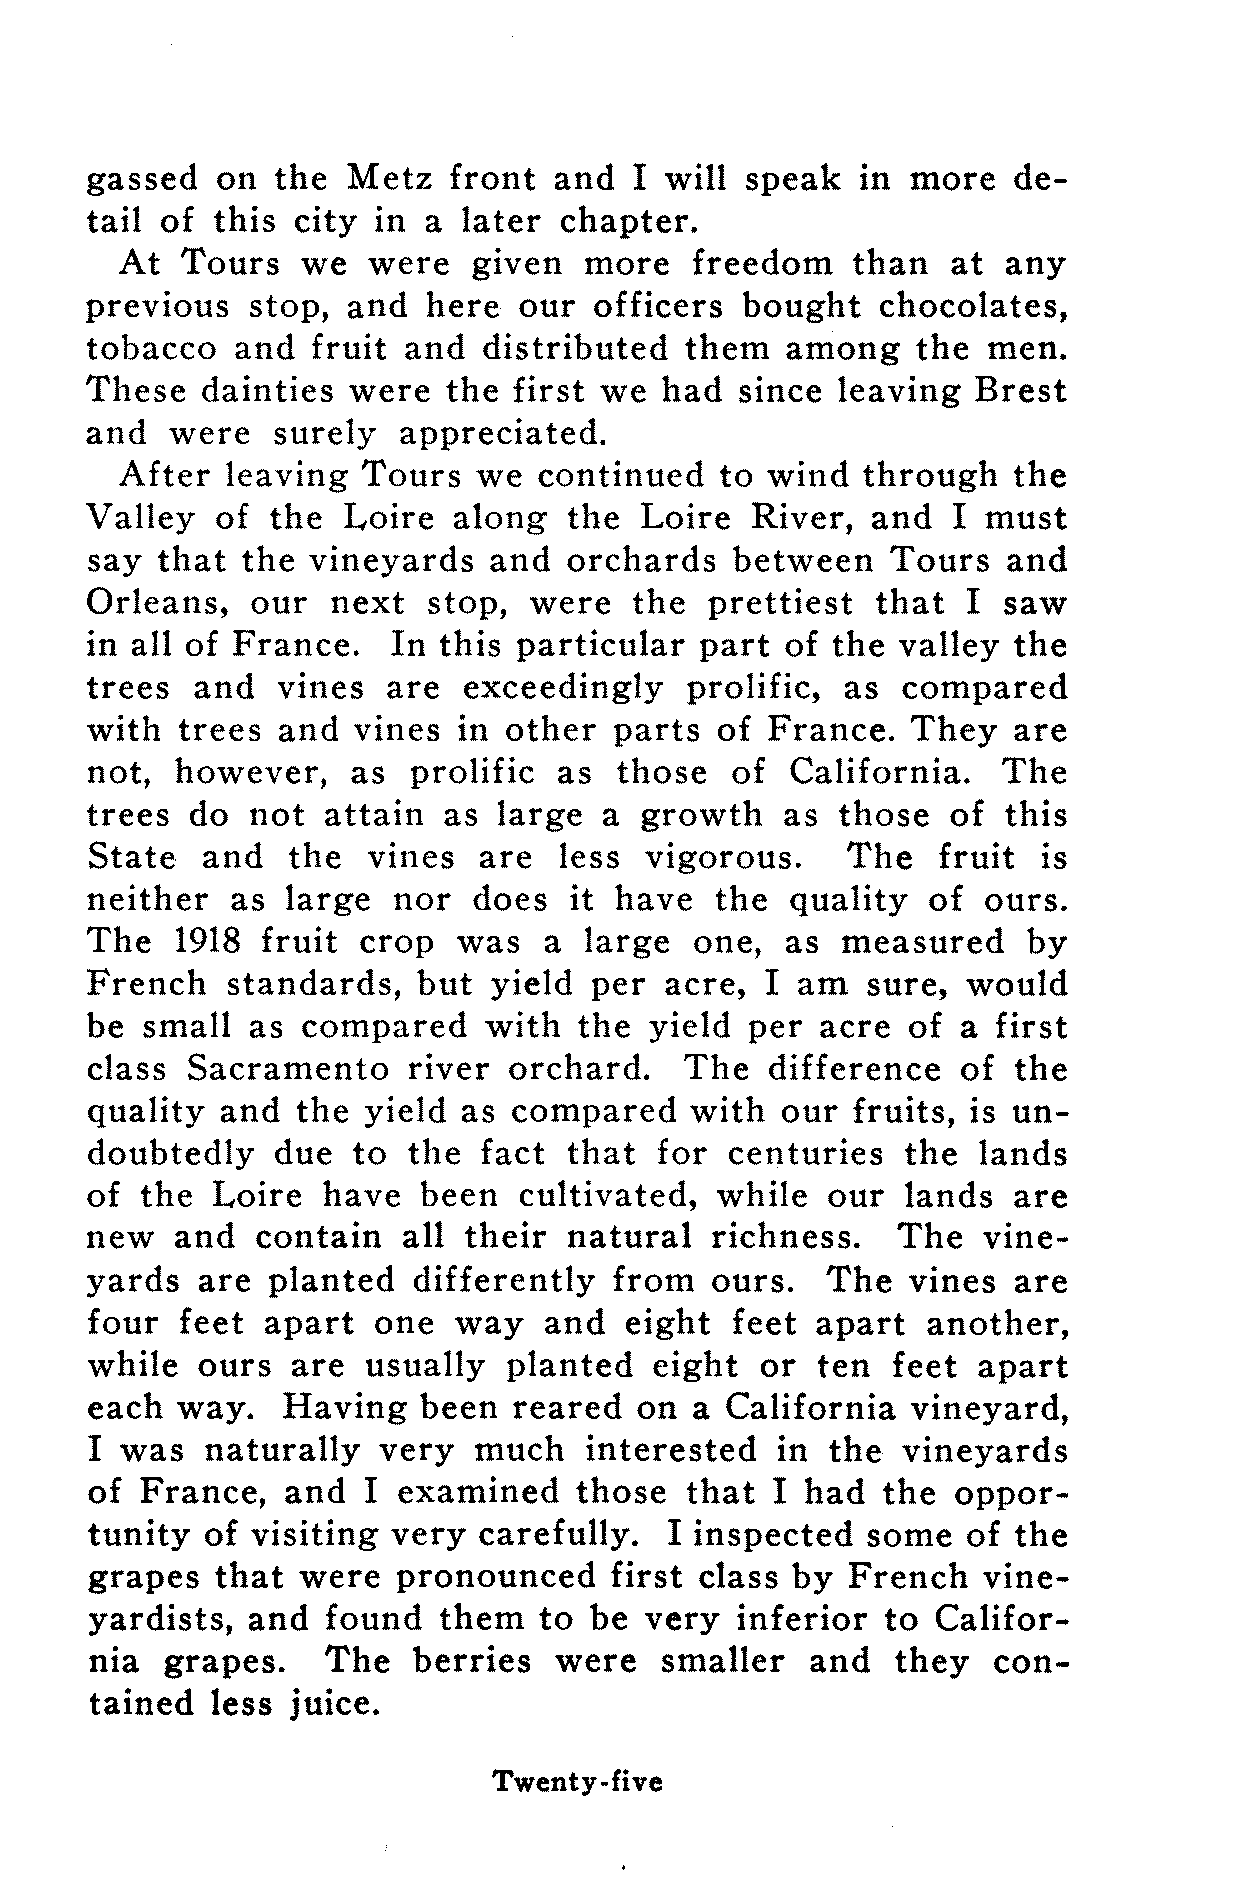 gassed on the Metz front and I will speak in more de-
tail of this city in a later chapter.
At Tours we were given more freedom than at any
previous stop, and here our officers bought chocolates,
tobacco and fruit and distributed them among the men.
These dainties were the first we had since leaving Brest
and were surely appreciated.
After leaving Tours we continued to wind through the
Valley of the Loire along the Loire River, and I must
say that the vineyards and orchards between Tours and
Orleans, our next stop, were the prettiest that I saw
in all of France. In this particular part of the valley the
trees and vines are exceedingly prolific, as compared
with trees and vines in other parts of France. They are
not, however, as prolific as those of California. The
trees do not attain as large a growth as those of this
State and the vines are less vigorous. The fruit is
neither as large nor does it have the quality of ours.
The 1918 fruit crop was a large one, as measured by
French standards, but yield per acre, I am sure, would
be small as compared with the yield per acre of a first
class Sacramento river orchard. The difference of the
quality and the yield as compared with our fruits, is un-
doubtedly due to the fact that for centuries the lands
of the Loire have been cultivated, while our lands are
new and contain all their natural richness. The vine-
yards are planted differently from ours. The vines are
four feet apart one way and eight feet apart another,
while ours are usually planted eight or ten feet apart
each way. Having been reared on a California vineyard,
I was naturally very much interested in the vineyards
of France, and I examined those that I had the oppor-
tunity of visiting very carefully. I inspected some of the
grapes that were pronounced first class by French vine-
yardists, and found them to be very inferior to Califor-
nia grapes. The berries were smaller and they con-
tained less juice.
Twenty-five